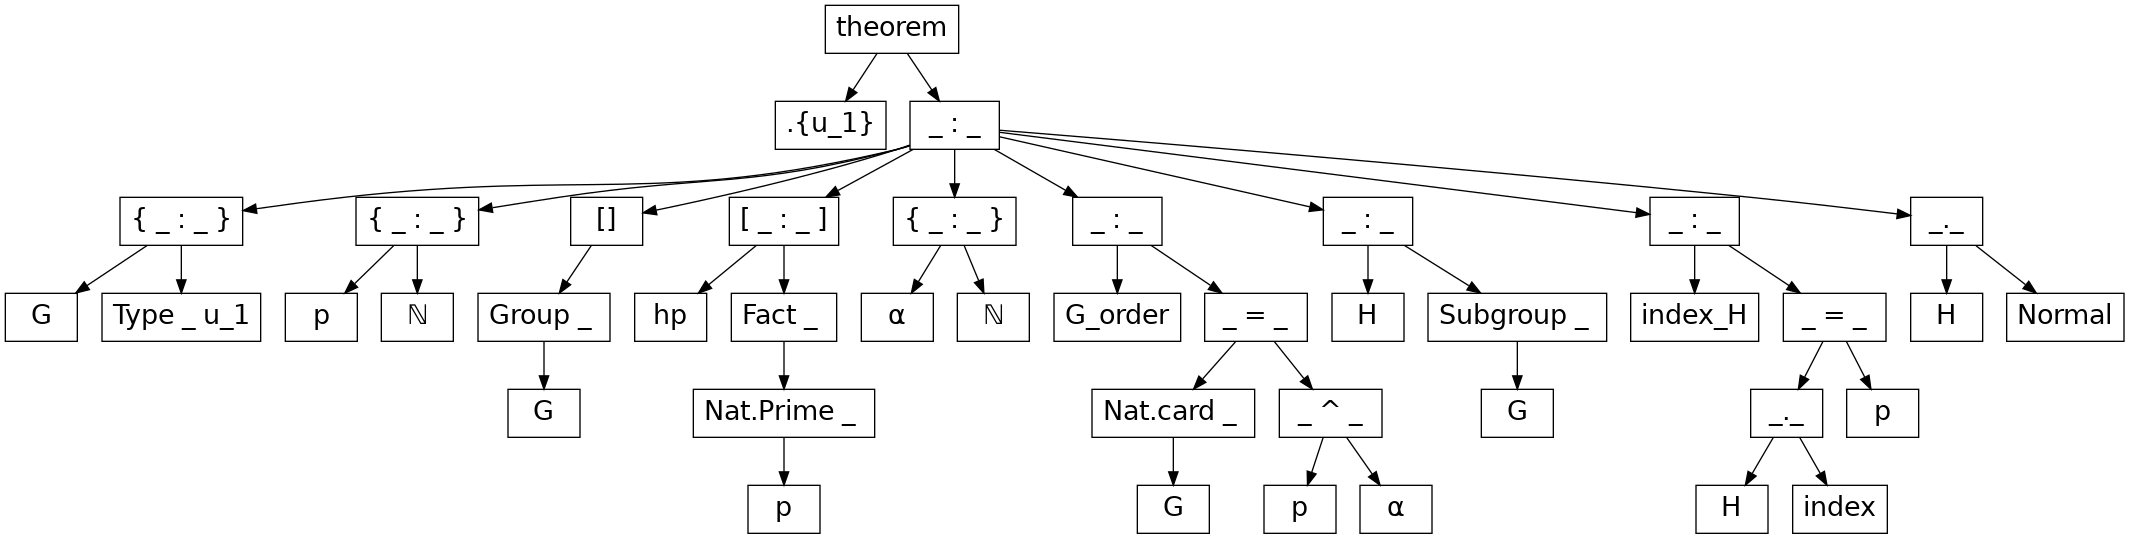 theorem
.{u_1} _ : _
{ _ : _ } { _ : _ } [] [ _ : _ ] { _ : _ } _ : _ _ : _ _ : _ _._
G Type _ u_1 p ℕ Group _ hp Fact _ α ℕ G_order _ = _ H Subgroup _ index_H _ = _ H Normal
G Nat.Prime _ Nat.card _ _ ^ _ G _._ p
p G p α H index